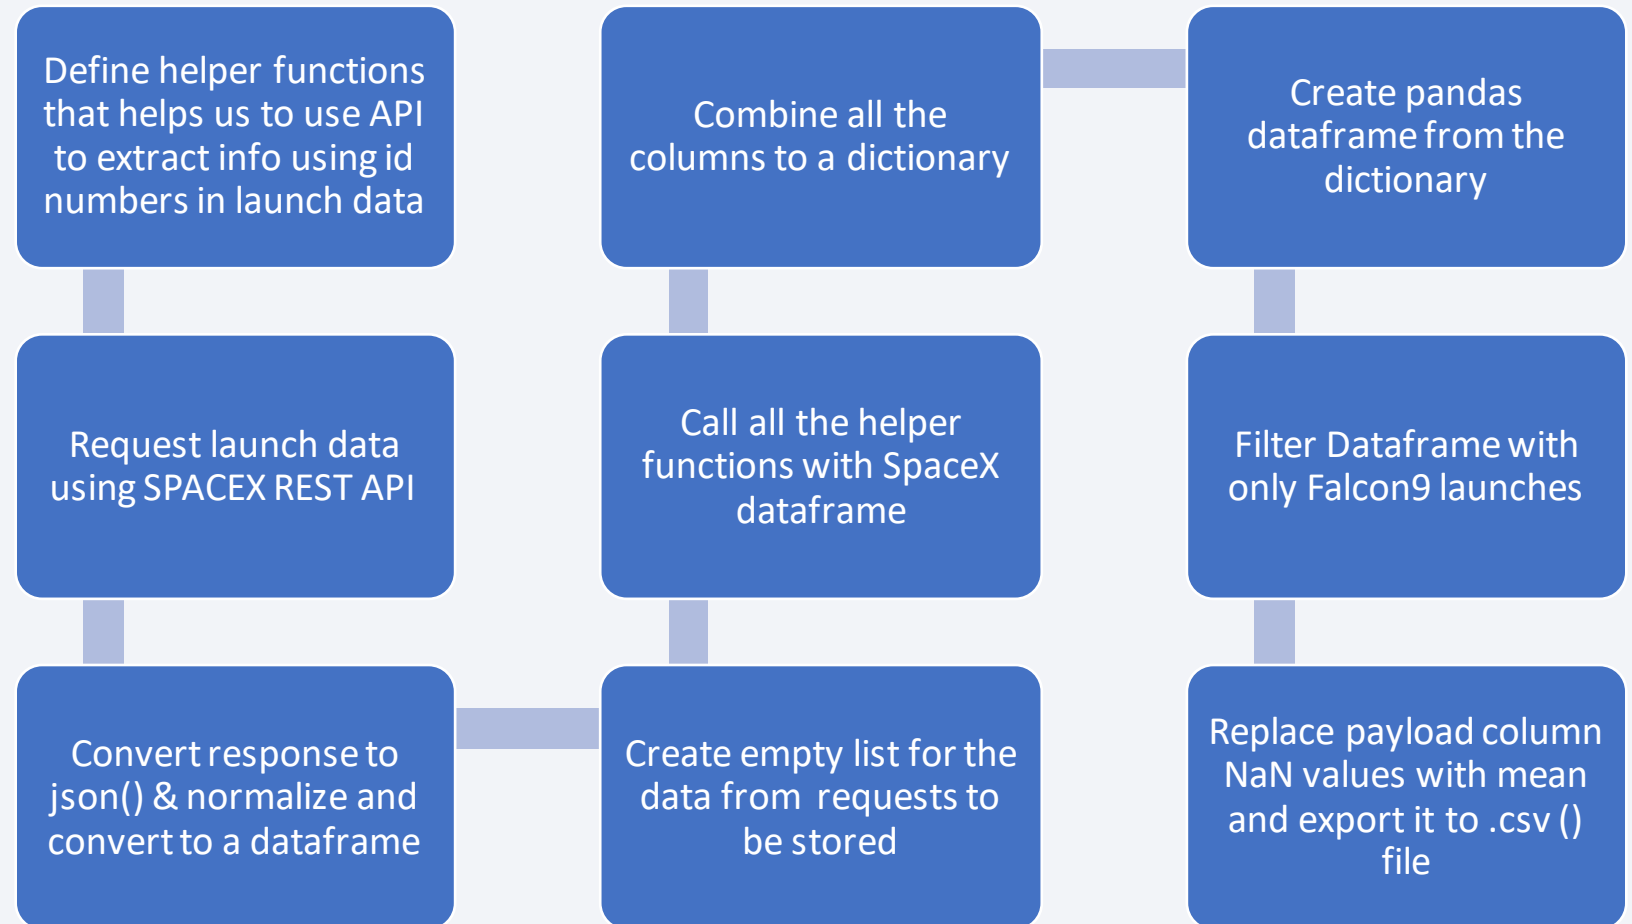 Define helper functions
that helps us to use API
to extract info using id
numbers in launch data
Request launch data
using SPACEX REST API
Convert response to
json() & normalize and
convert to a dataframe
Create empty list for the
data from requests to
be stored
Call all the helper
functions with SpaceX
dataframe
Combine all the
columns to a dictionary
Create pandas
dataframe from the
dictionary
Filter Dataframe with
only Falcon9 launches
Replace payload column
NaN values with mean
and export it to .csv ()
file